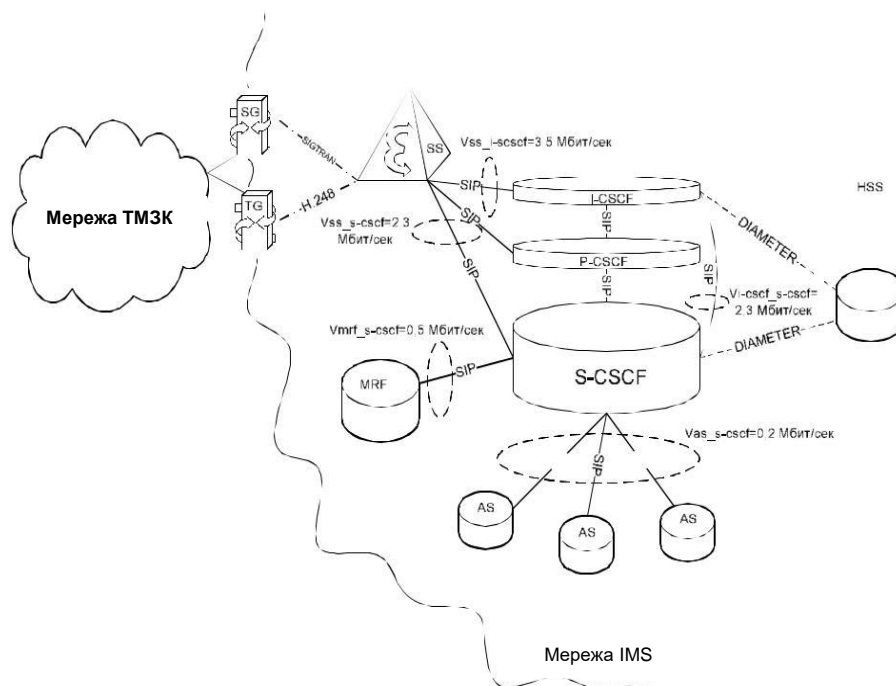 SG
SIGTRAN
SS
Vss_i-scscf=3.5 Мбит/сек
SIP
I-CSCF
HSS
Мережа ТМЗК
TG
H.248
Vss_s-cscf=2.3
Мбит/сек
SIP
SIP
SIP
P-CSCF
SIP
SIP
DIAMETER
Vi-cscf_s-cscf=
2.3 Мбит/сек
Vmrf_s-cscf=0.5 Мбит/сек
SIP
MRF
S-CSCF
DIAMETER
Vas_s-cscf=0.2 Мбит/сек
SIP
AS
AS
AS
Мережа IMS